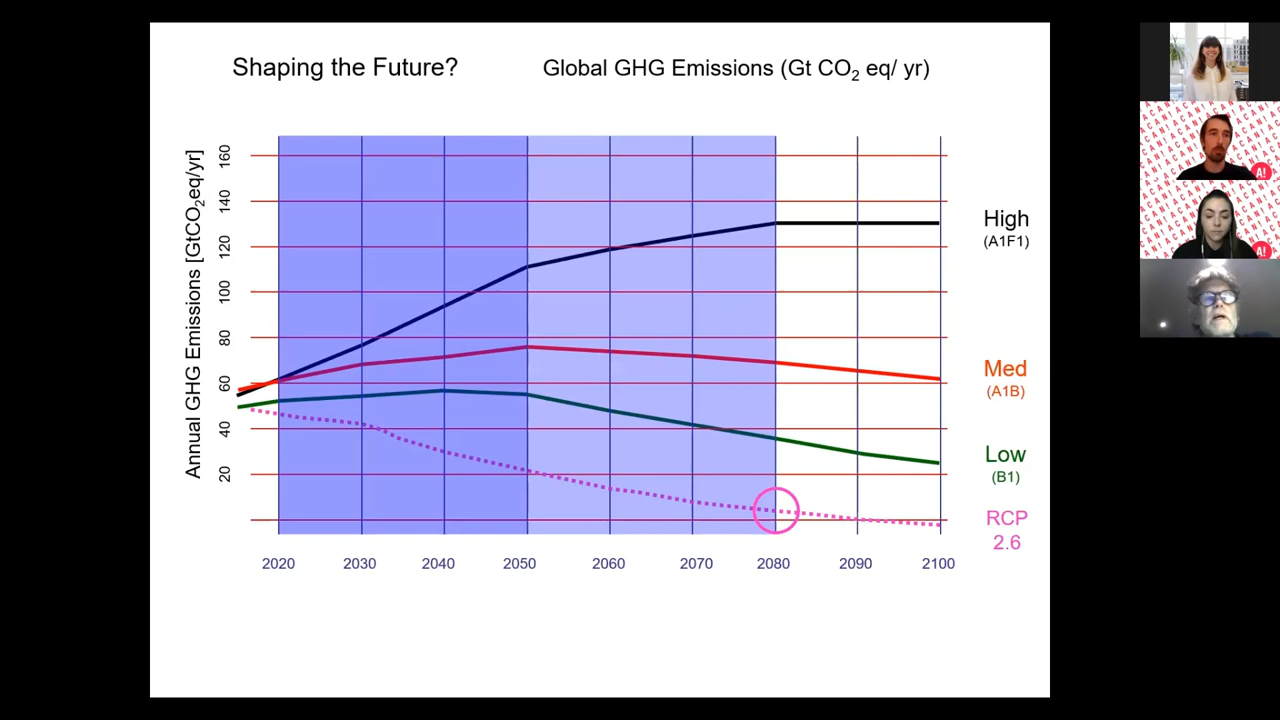 Shaping the Future?
Global GHG Emissions (Gt CO₂ eq/ yr)
Annual GHG Emissions [GtCO₂eq/yr]
160
140
120
100
80
60
40
20
High
(A1F1)
Med
(A1B)
Low
(B1)
RCP
2.6
2020 2030 2040 2050 2060 2070 2080 2090 2100
A!
A!